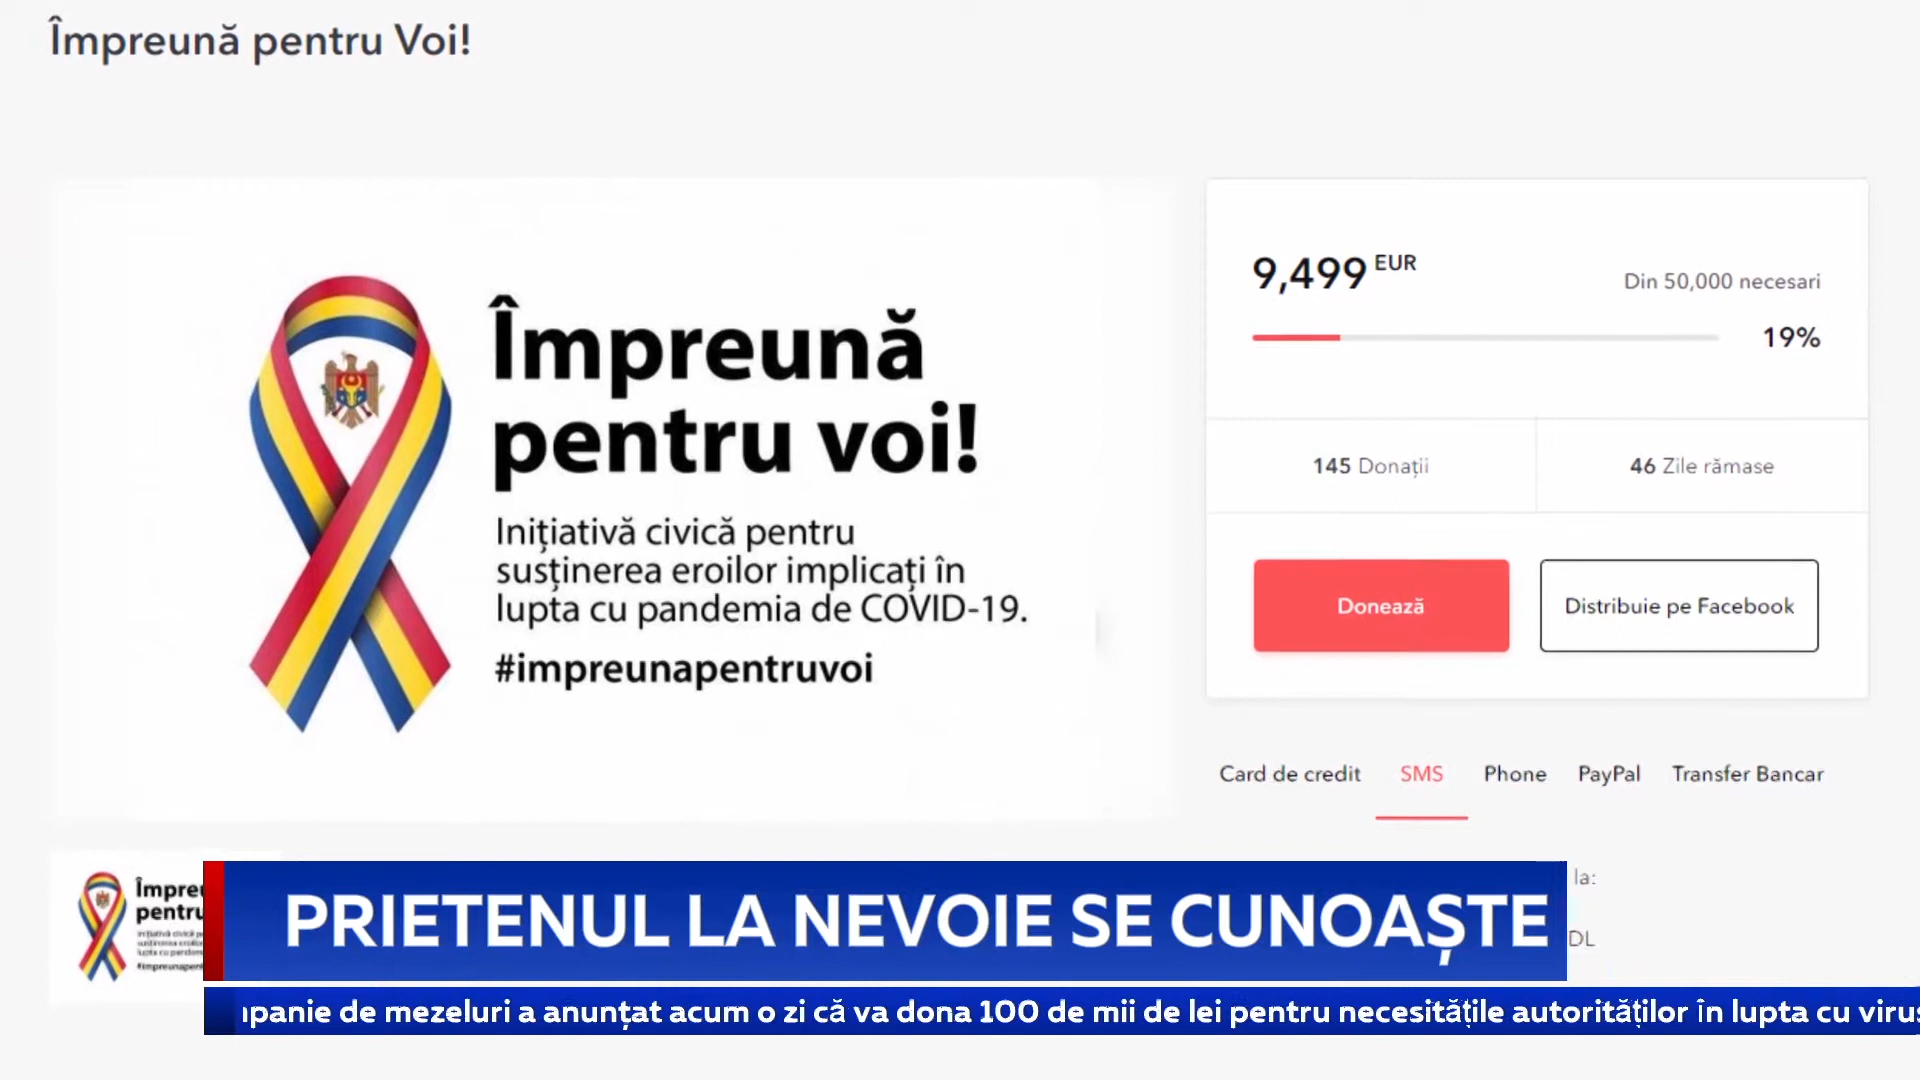 Împreună pentru Voi!
Împreună
pentru voi!
Inițiativă civică pentru
susținerea eroilor implicați în
lupta cu pandemia de COVID-19.
#impreunapentruvoi
9,499 EUR
Din 50,000 necesari
19%
145 Donații
46 Zile rămase
Donează
Distribuie pe Facebook
Card de credit SMS Phone PayPal Transfer Bancar
la:
DL
PRIETENUL LA NEVOIE SE CUNOAȘTE
de mezeluri a anunțat acum o zi că va dona 100 de mii de lei pentru necesitățile autorităților în lupta cu